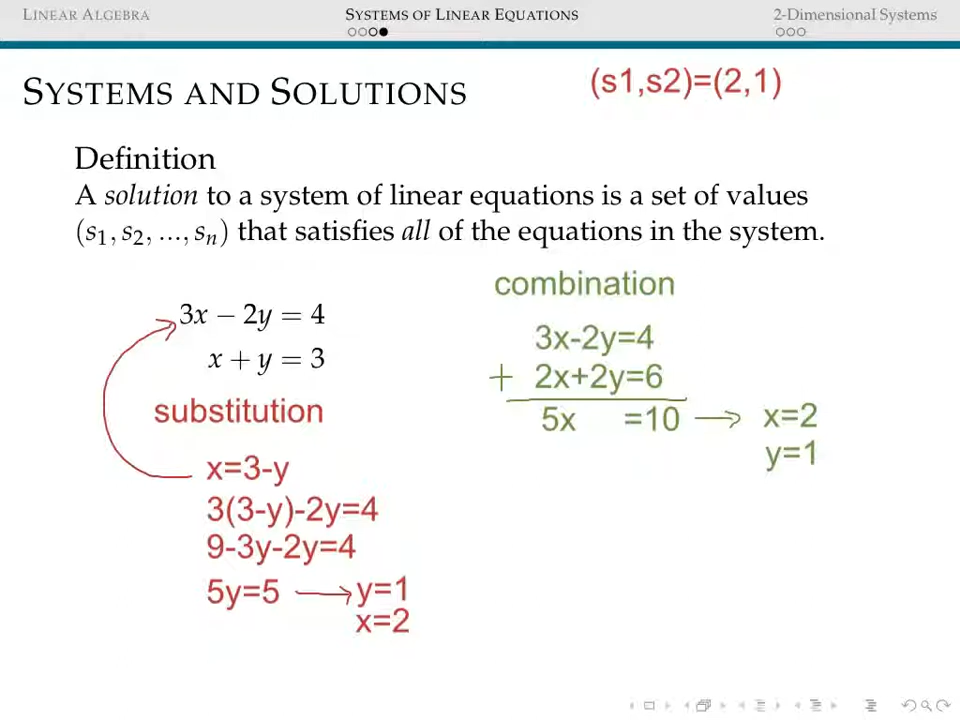 LINEAR ALGEBRA
SYSTEMS OF LINEAR EQUATIONS
2-Dimensional Systems
SYSTEMS AND SOLUTIONS
(s1,s2)=(2,1)
Definition
A solution to a system of linear equations is a set of values
(s₁, s₂, ..., sₙ) that satisfies all of the equations in the system.
3x − 2y = 4
x + y = 3
substitution
x=3-y
3(3-y)-2y=4
9-3y-2y=4
5y=5
y=1
x=2
combination
3x-2y=4
+ 2x+2y=6
5x =10
x=2
y=1